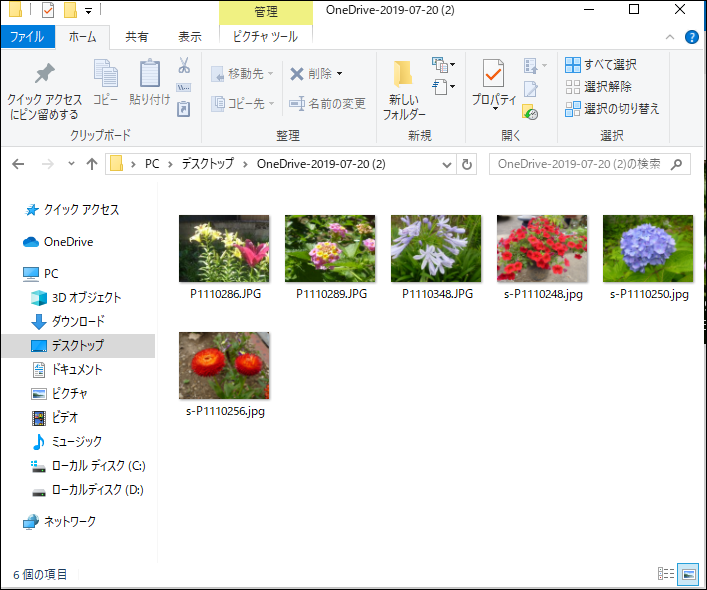 管理
OneDrive-2019-07-20 (2)
ファイル
ホーム
共有
表示
ピクチャ ツール
クイック アクセス
にピン留めする
コピー
貼り付け
移動先
コピー先
削除
名前の変更
新しい
フォルダー
プロパティ
すべて選択
選択解除
選択の切り替え
クリップボード
整理
新規
開く
選択
PC
デスクトップ
OneDrive-2019-07-20 (2)
OneDrive-2019-07-20 (2)の検索
クイック アクセス
OneDrive
PC
3D オブジェクト
ダウンロード
デスクトップ
ドキュメント
ピクチャ
ビデオ
ミュージック
ローカル ディスク (C:)
ローカルディスク (D:)
ネットワーク
P1110286.JPG
P1110289.JPG
P1110348.JPG
s-P1110248.jpg
s-P1110250.jpg
s-P1110256.jpg
6 個の項目